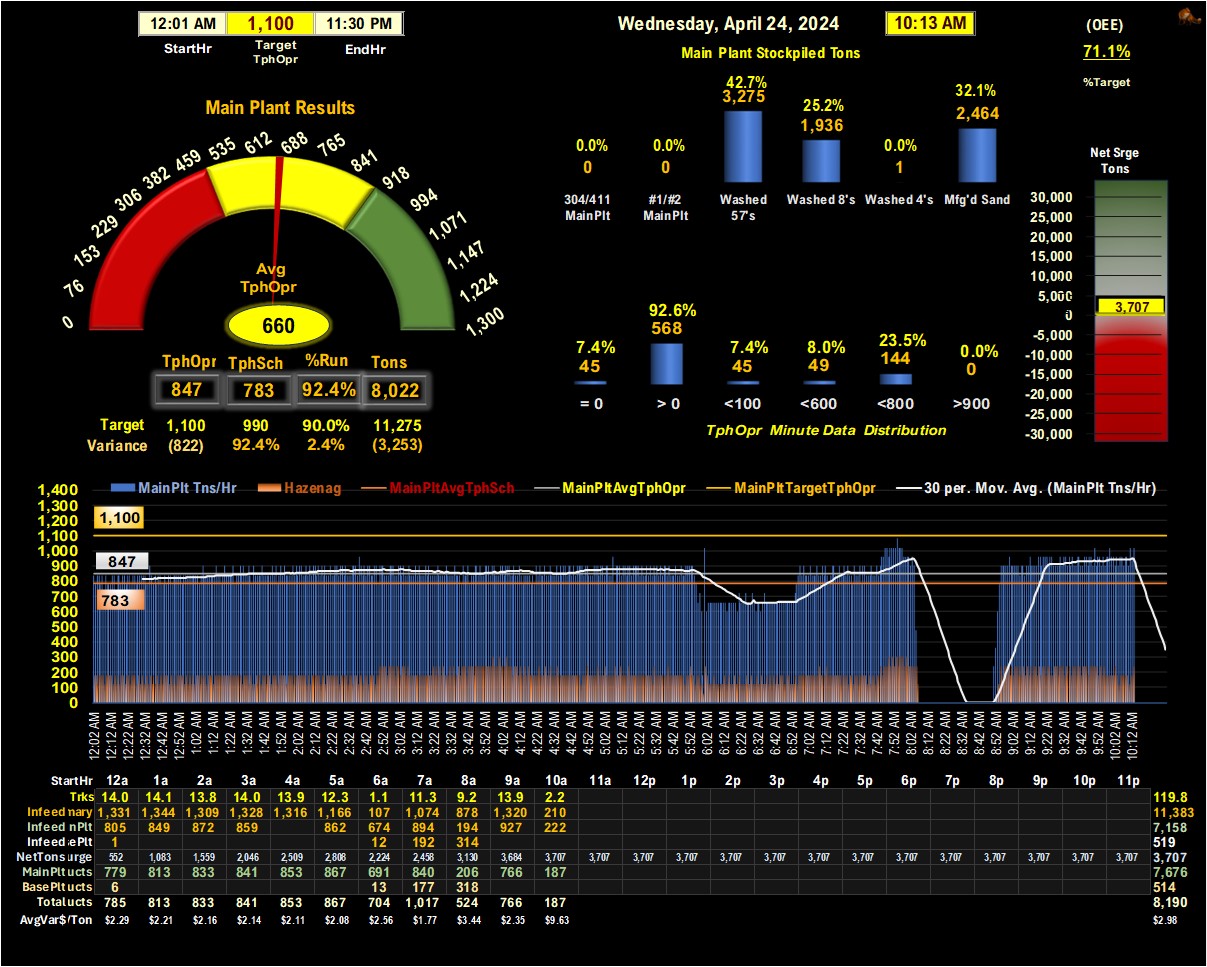 12:01 AM 1,100 11:30 PM
StartHr Target TphOpr EndHr
Wednesday, April 24, 2024 10:13 AM
(OEE)
71.1%
%Target
Main Plant Stockpiled Tons
42.7% 25.2% 32.1%
3,275 1,936 2,464
0.0% 0.0% 0.0%
0 0 1
304/411 MainPlt #1/#2 MainPlt Washed 57's Washed 8's Washed 4's Mfg'd Sand
Main Plant Results
0 76 153 229 306 382 459 535 612 688 765 841 918 994 1,071 1,147 1,224 1,300
Avg
TphOpr
660
TphOpr TphSch %Run Tons
847 783 92.4% 8,022
Target 1,100 990 90.0% 11,275
Variance (822) 92.4% 2.4% (3,253)
7.4% 92.6% 7.4% 8.0% 23.5% 0.0%
45 568 45 49 144 0
= 0 > 0 <100 <600 <800 >900
TphOpr Minute Data Distribution
Net Srge
Tons
30,000
25,000
20,000
15,000
10,000
5,000
3,707
0
-5,000
-10,000
-15,000
-20,000
-25,000
-30,000
MainPlt Tns/Hr Hazenag MainPltAvgTphSch MainPltAvgTphOpr MainPltTargetTphOpr 30 per. Mov. Avg. (MainPlt Tns/Hr)
1,400
1,300
1,200
1,100
1,000
900
800
700
600
500
400
300
200
100
0
1,100
847
783
12:02 AM 12:12 AM 12:22 AM 12:32 AM 12:42 AM 12:52 AM 1:02 AM 1:12 AM 1:22 AM 1:32 AM 1:42 AM 1:52 AM 2:02 AM 2:12 AM 2:22 AM 2:32 AM 2:42 AM 2:52 AM 3:02 AM 3:12 AM 3:22 AM 3:32 AM 3:42 AM 3:52 AM 4:02 AM 4:12 AM 4:22 AM 4:32 AM 4:42 AM 4:52 AM 5:02 AM 5:12 AM 5:22 AM 5:32 AM 5:42 AM 5:52 AM 6:02 AM 6:12 AM 6:22 AM 6:32 AM 6:42 AM 6:52 AM 7:02 AM 7:12 AM 7:22 AM 7:32 AM 7:42 AM 7:52 AM 8:02 AM 8:12 AM 8:22 AM 8:32 AM 8:42 AM 8:52 AM 9:02 AM 9:12 AM 9:22 AM 9:32 AM 9:42 AM 9:52 AM 10:02 AM 10:12 AM
StartHr 12a 1a 2a 3a 4a 5a 6a 7a 8a 9a 10a 11a 12p 1p 2p 3p 4p 5p 6p 7p 8p 9p 10p 11p
Trks 14.0 14.1 13.8 14.0 13.9 12.3 1.1 11.3 9.2 13.9 2.2 119.8
Infeed mary 1,331 1,344 1,309 1,328 1,316 1,166 107 1,074 878 1,320 210 11,383
Infeed nPlt 805 849 872 859 862 674 894 194 927 222 7,158
Infeed ePlt 1 12 192 314 519
NetTons urge 552 1,083 1,559 2,046 2,509 2,808 2,224 2,458 3,130 3,684 3,707 3,707 3,707 3,707 3,707 3,707 3,707 3,707 3,707 3,707 3,707 3,707 3,707 3,707 3,707
MainPlt ucts 779 813 833 841 853 867 691 840 206 766 187 7,676
BasePlt ucts 6 13 177 318 514
Total ucts 785 813 833 841 853 867 704 1,017 524 766 187 8,190
AvgVar$/Ton $2.29 $2.21 $2.16 $2.14 $2.11 $2.08 $2.56 $1.77 $3.44 $2.35 $9.63 $2.98